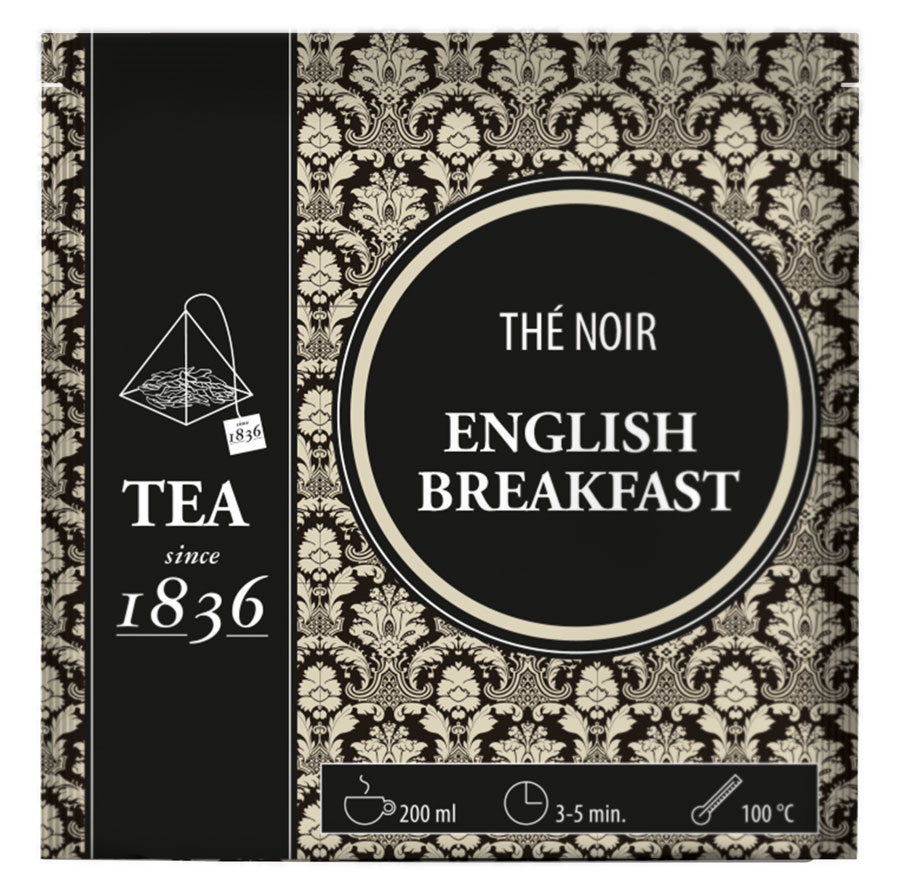 since
1836
TEA
since
1836
THÉ NOIR
ENGLISH
BREAKFAST
200 ml
3-5 min.
100 °C